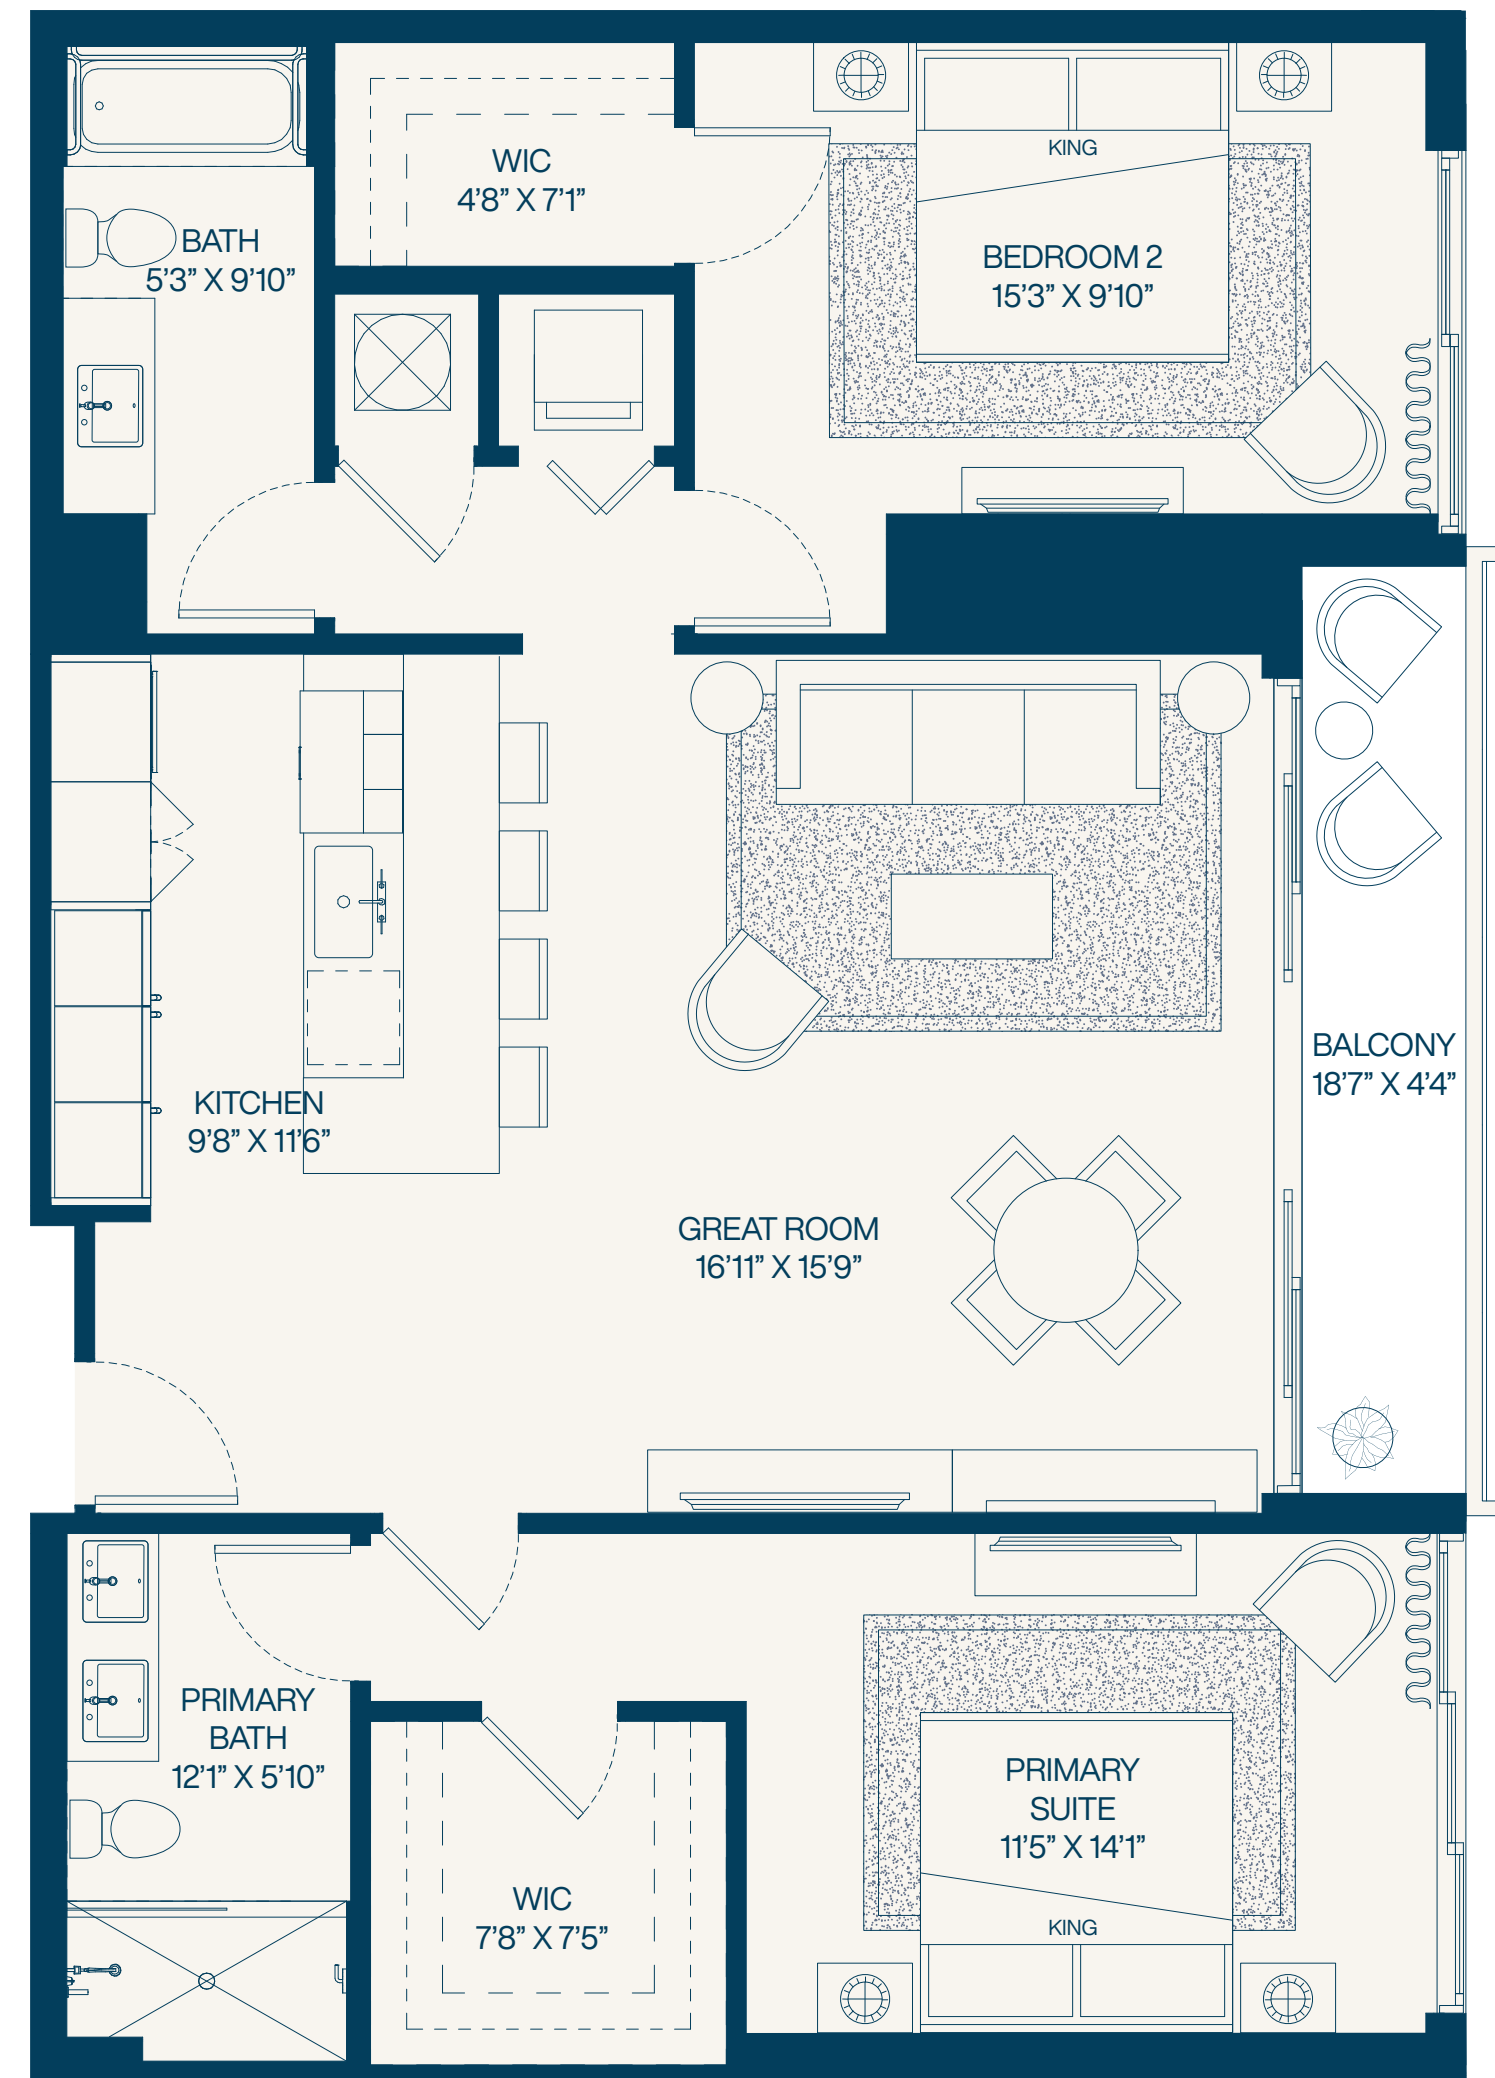 WIC
4'8” X 7'1”
KING
BATH
5'3” X 9'10”
BEDROOM 2
15'3” X 9'10”
BALCONY
18'7” X 4'4”
KITCHEN
9'8” X 11'6”
GREAT ROOM
16'11” X 15'9”
PRIMARY
BATH
12'1” X 5'10”
PRIMARY
SUITE
11'5” X 14'1”
WIC
7'8” X 7'5”
KING